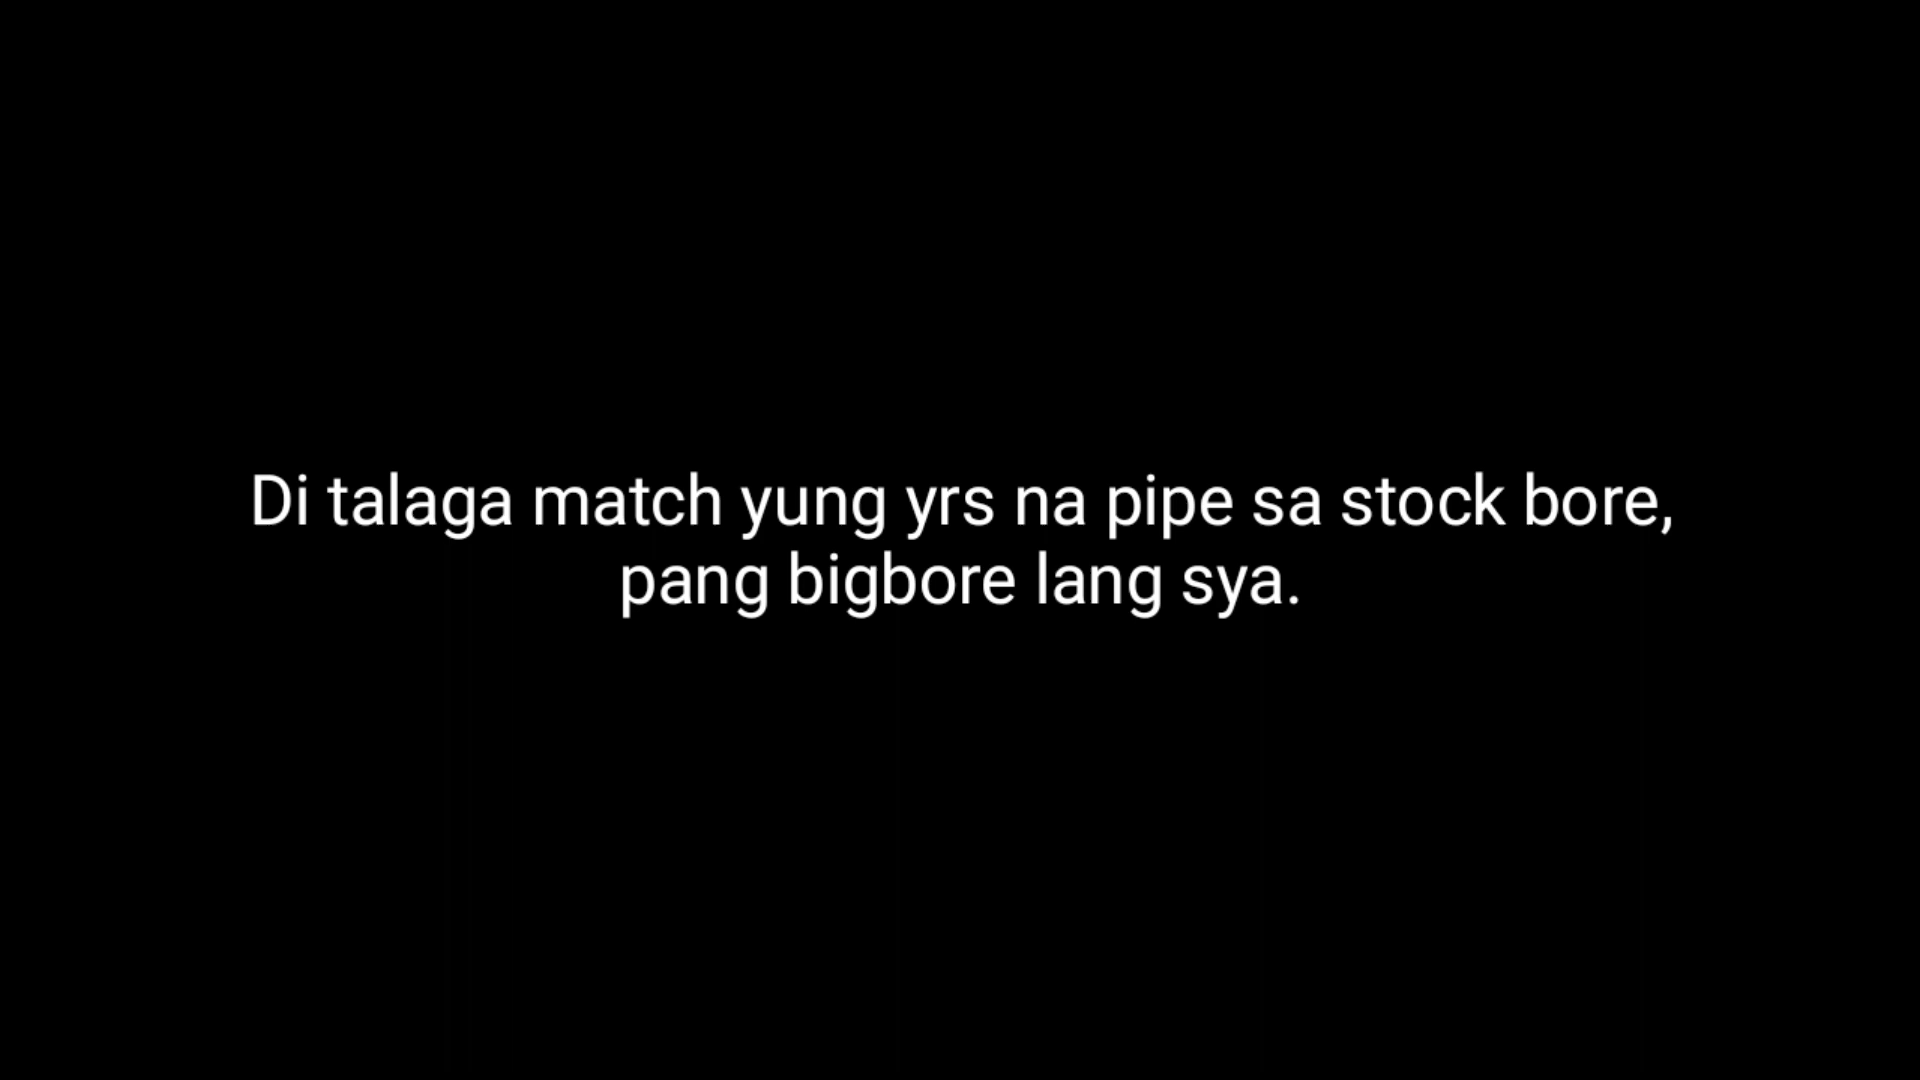 Di talaga match yung yrs na pipe sa stock bore,
pang bigbore lang sya.